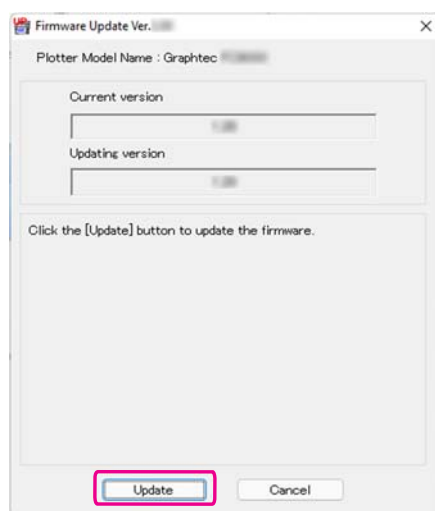 Firmware Update Ver.
Plotter Model Name : Graphtec
Current version
Updating version
Click the [Update] button to update the firmware.
Update Cancel